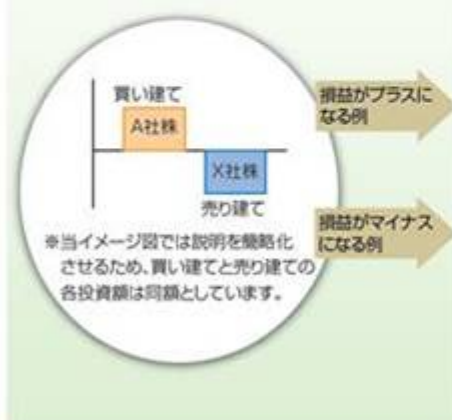 買い建て
A社株
X社株
売り建て
※当イメージ図では説明を簡略化
させるため、買い建てと売り建ての
各投資額は同額としています。
損益がプラスに
なる例
損益がマイナス
になる例